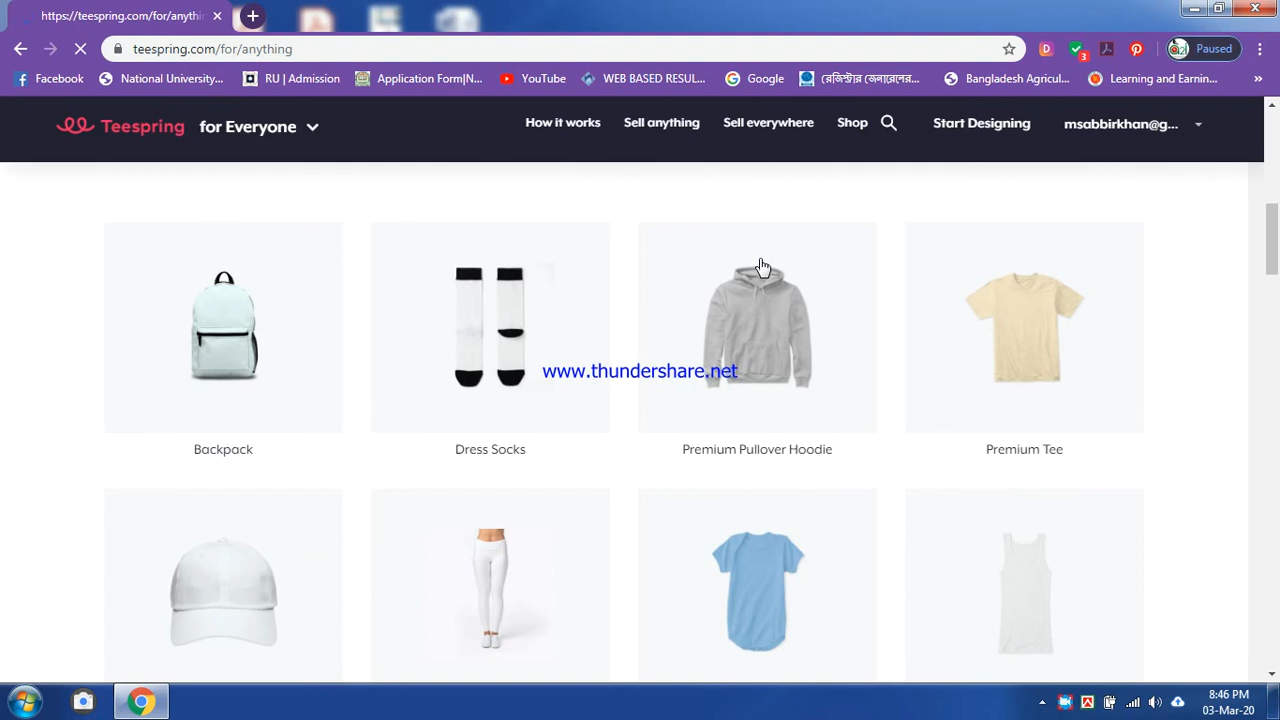 https://teespring.com/for/anythi
teespring.com/for/anything
3
Paused
Facebook
National University...
RU | Admission
Application Form|N...
YouTube
WEB BASED RESUL...
Google
রেজিস্টার জেনারেলের...
Bangladesh Agricul...
Learning and Earnin...
»
Teespring for Everyone
How it works
Sell anything
Sell everywhere
Shop
Start Designing
msabbirkhan@g...
www.thundershare.net
Backpack
Dress Socks
Premium Pullover Hoodie
Premium Tee
8:46 PM
03-Mar-20